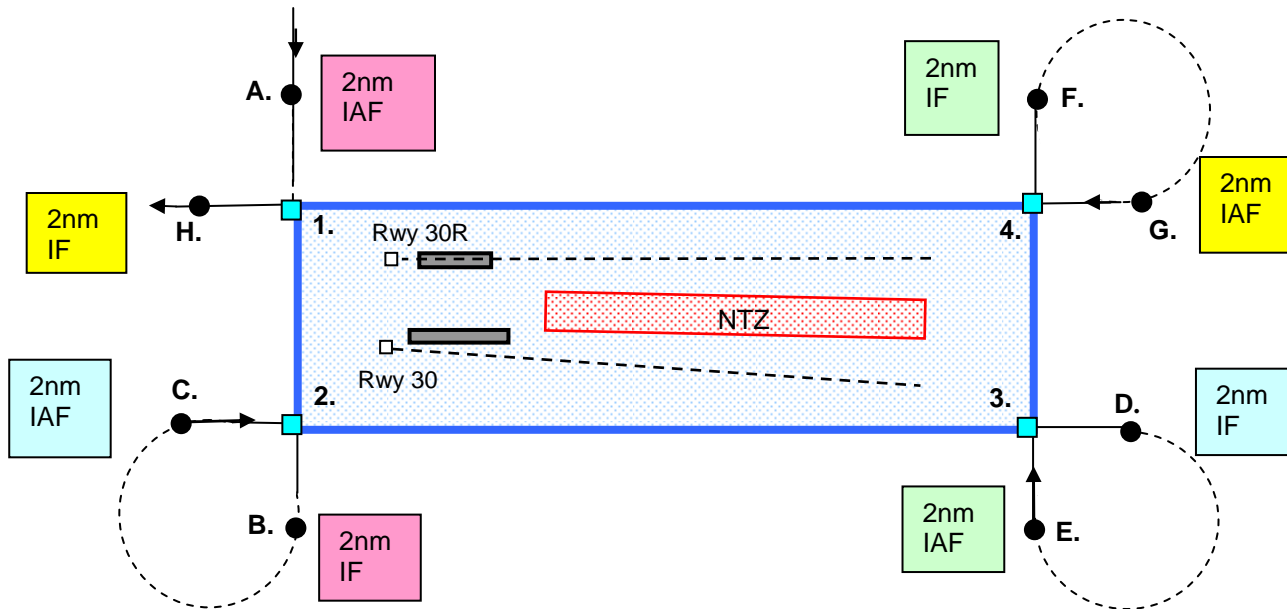 A.
2nm
IAF
2nm
IF
F.
2nm
IF
H.
1.
Rwy 30R
4.
G.
2nm
IAF
NTZ
Rwy 30
2nm
IAF
C.
2.
3.
D.
2nm
IF
B.
2nm
IF
2nm
IAF
E.